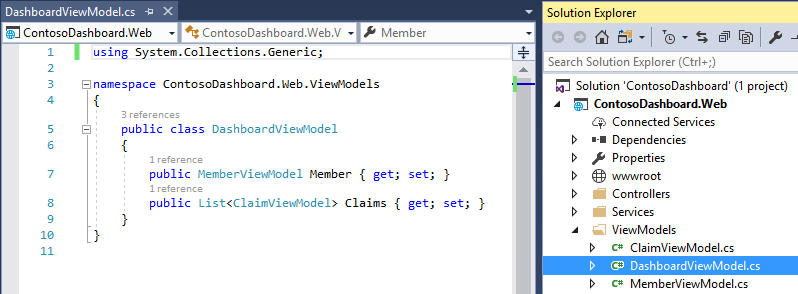 DashboardViewModel.cs
ContosoDashboard.Web
ContosoDashboard.Web.V
Member
1 using System.Collections.Generic;
2
3 namespace ContosoDashboard.Web.ViewModels
4 {
3 references
5 public class DashboardViewModel
6 {
1 reference
7 public MemberViewModel Member { get; set; }
1 reference
8 public List<ClaimViewModel> Claims { get; set; }
9 }
10 }
11
Solution Explorer
Search Solution Explorer (Ctrl+;)
Solution 'ContosoDashboard' (1 project)
ContosoDashboard.Web
Connected Services
Dependencies
Properties
wwwroot
Controllers
Services
ViewModels
C# ClaimViewModel.cs
C# DashboardViewModel.cs
C# MemberViewModel.cs